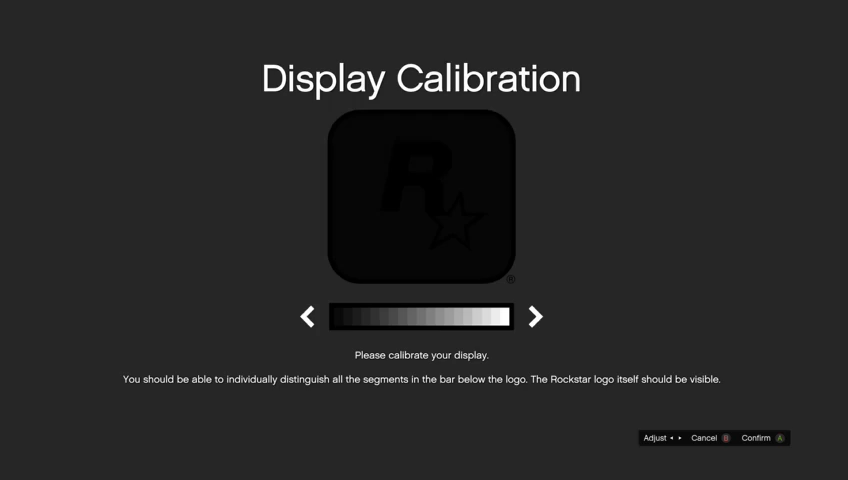 Display Calibration
R
®
Please calibrate your display.
You should be able to individually distinguish all the segments in the bar below the logo. The Rockstar logo itself should be visible.
Adjust Cancel B Confirm A